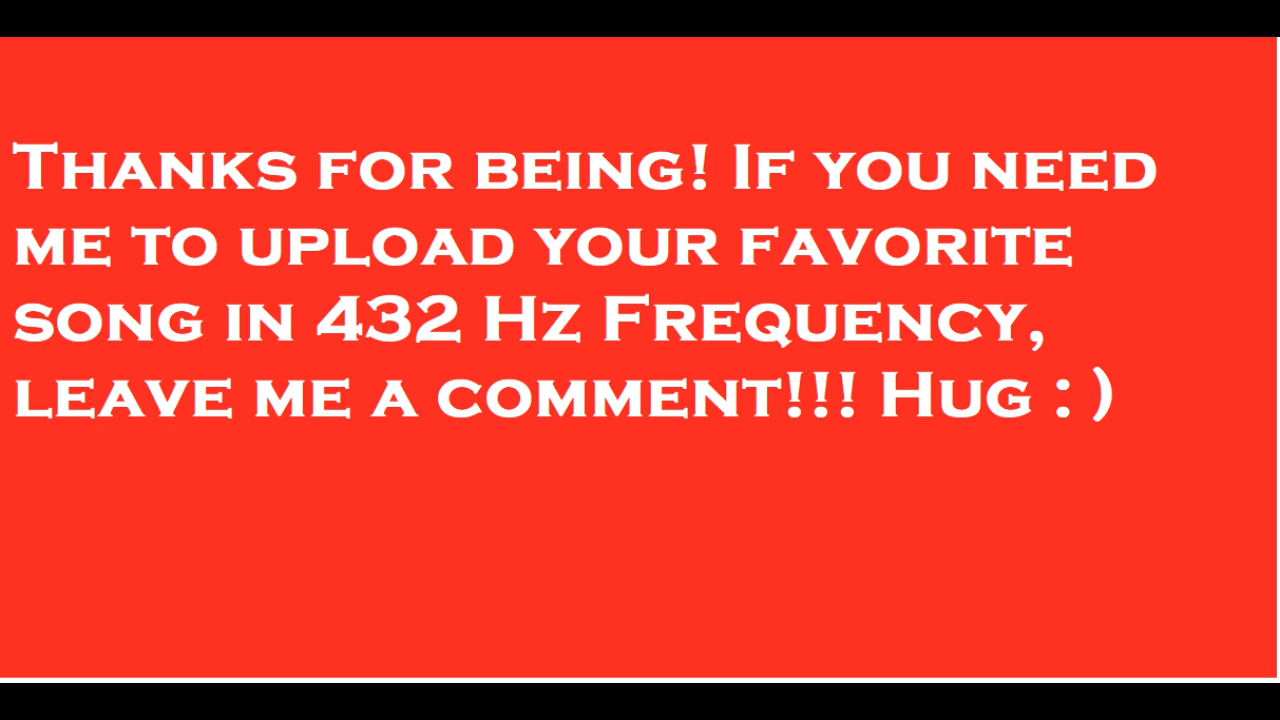 Thanks for being! If you need
me to upload your favorite
song in 432 Hz Frequency,
leave me a comment!!! Hug : )